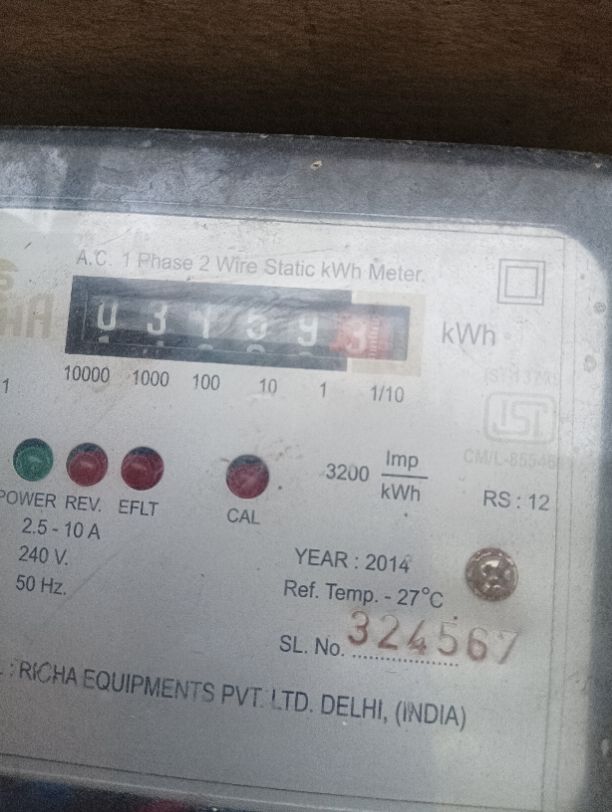 A.C. 1 Phase 2 Wire Static kWh Meter.
0 3 1 5 9 3 kWh
10000 1000 100 10 1 1/10
3200 Imp/kWh
POWER REV. EFLT CAL
RS : 12
2.5 - 10 A
240 V.
50 Hz.
YEAR : 2014
Ref. Temp. - 27°C
SL. No. 324567
RICHA EQUIPMENTS PVT. LTD. DELHI, (INDIA)